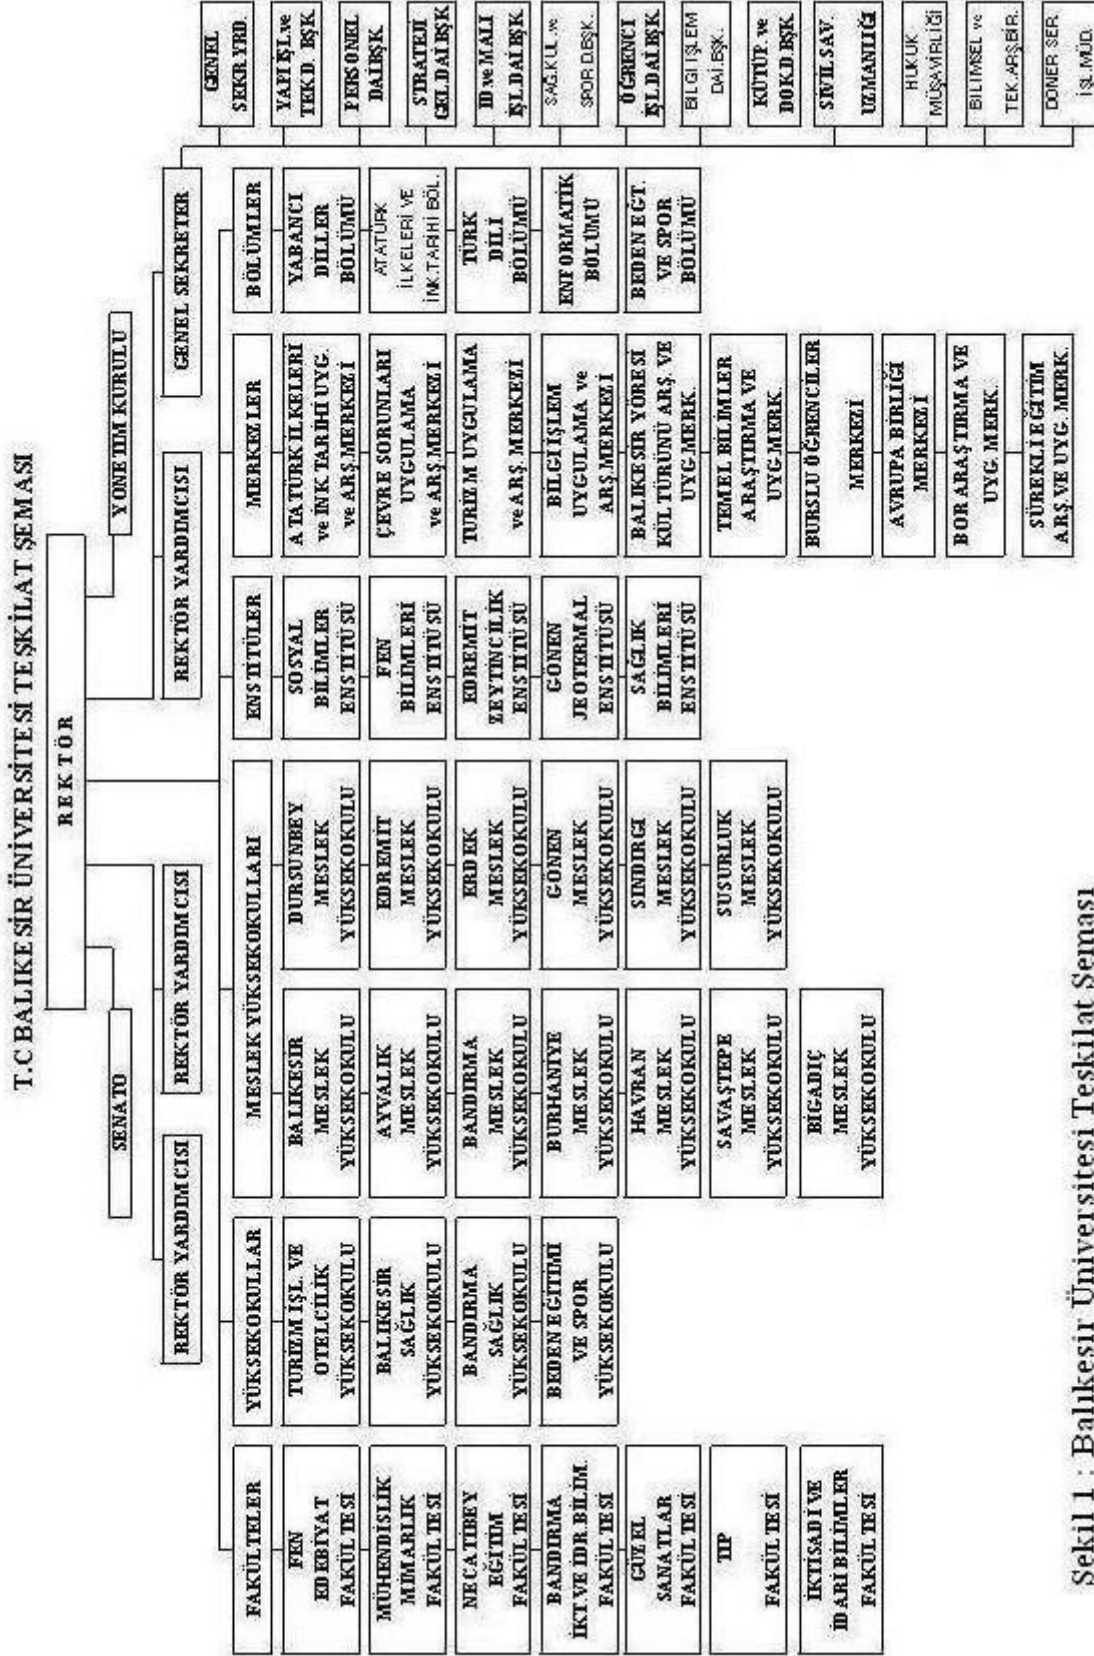 T.C BALIKESİR ÜNİVERSİTESİ TEŞKİLAT ŞEMASI
REKTÖR
SENATO
YONETIM KURULU
REKTÖR YARDIMCISI
REKTÖR YARDIMCISI
REKTÖR YARDIMCISI
GENEL SEKRETER
FAKÜLTELER
FEN
EDEBİYAT
FAKÜLTESİ
MÜHENDİSLİK
MİMARLIK
FAKÜLTESİ
NECATİBEY
EĞİTİM
FAKÜLTESİ
BANDIRMA
İKT.VE IDR BİLİM.
FAKÜLTESİ
GÜZEL
SANATLAR
FAKÜLTESİ
TIP
FAKÜLTESİ
İKTİSADİ VE
İDARİ BİLİMLER
FAKÜLTESİ
YÜKSEKOKULLAR
TURIZM IŞL. VE
OTELCİLİK
YÜKSEKOKULU
BALIKESİR
SAĞLIK
YÜKSEKOKULU
BANDIRMA
SAĞLIK
YÜKSEKOKULU
BEDEN EĞİTİMİ
VE SPOR
YÜKSEKOKULU
MESLEK YÜKSEKOKULLARI
BALIKESIR
MESLEK
YÜKSEKOKULU
AYVALIK
MESLEK
YÜKSEKOKULU
BANDIRMA
MESLEK
YÜKSEKOKULU
BURHANİYE
MESLEK
YÜKSEKOKULU
HAVRAN
MESLEK
YÜKSEKOKULU
SAVAŞTEPE
MESLEK
YÜKSEKOKULU
BİGADİÇ
MESLEK
YÜKSEKOKULU
DURSUNBEY
MESLEK
YÜKSEKOKULU
EDREMIT
MESLEK
YÜKSEKOKULU
ERDEK
MESLEK
YÜKSEKOKULU
GÖNEN
MESLEK
YÜKSEKOKULU
SINDIRGI
MESLEK
YÜKSEKOKULU
SUSURLUK
MESLEK
YÜKSEKOKULU
ENSTİTÜLER
SOSYAL
BİLİMLER
ENSTİTÜSÜ
FEN
BİLİMLERİ
ENSTİTÜSÜ
EDREMİT
ZEYTİNCİLİK
ENSTİTÜSÜ
GÖNEN
JEOTERMAL
ENSTİTÜSÜ
SAĞLIK
BİLİMLERİ
ENSTİTÜSÜ
MERKEZLER
ATATÜRK İLKELERİ
ve INK TARİHİ UYG.
ve ARŞ.MERKEZİ
ÇEVRE SORUNLARI
UYGULAMA
ve ARŞ.MERKEZİ
TURIZM UYGULAMA
ve ARŞ.MERKEZİ
BİLGİ İŞLEM
UYGULAMA ve
ARŞ.MERKEZİ
BALIKESİR YÖRESİ
KÜLTÜRÜNÜ ARŞ. VE
UYG.MERK.
TEMEL BİLİMLER
ARAŞTIRMA VE
UYG.MERK.
BURSLU ÖĞRENCİLER
MERKEZİ
AVRUPA BİRLİĞİ
MERKEZİ
BOR ARAŞTIRMA VE
UYG.MERK.
SÜREKLİ EĞİTİM
ARŞ.VE UYG.MERK.
BÖLÜMLER
YABANCI
DİLLER
BÖLÜMÜ
ATATÜRK
İLKELERİ VE
İNK.TARİHİ BÖL.
TÜRK
DİLİ
BÖLÜMÜ
ENFORMATİK
BÖLÜMÜ
BEDEN EĞT.
VE SPOR
BÖLÜMÜ
GENEL
SEKR.YRD.
YAPI IŞL.ve
TEK.D. BŞK.
PERSONEL
DAİ.BŞK.
STRATEJİ
GEL.DAİ.BŞK.
ID ve MALİ
İŞL.DAİ.BŞK.
SAĞ.KUL ve
SPOR.D.BŞK.
ÖĞRENCİ
İŞL.DAİ.BŞK.
BİLGİ İŞLEM
DAİ.BŞK.
KÜTÜP. ve
DOK.D.BŞK.
SİVİL SAV.
UZMANLIĞI
HUKUK
MÜŞAVİRLİĞİ
BİLİMSEL ve
TEK.ARŞ.BİR.
DÖNER SER.
İŞL.MÜD.
Şekil 1 : Balıkesir Üniversitesi Teşkilat Şeması